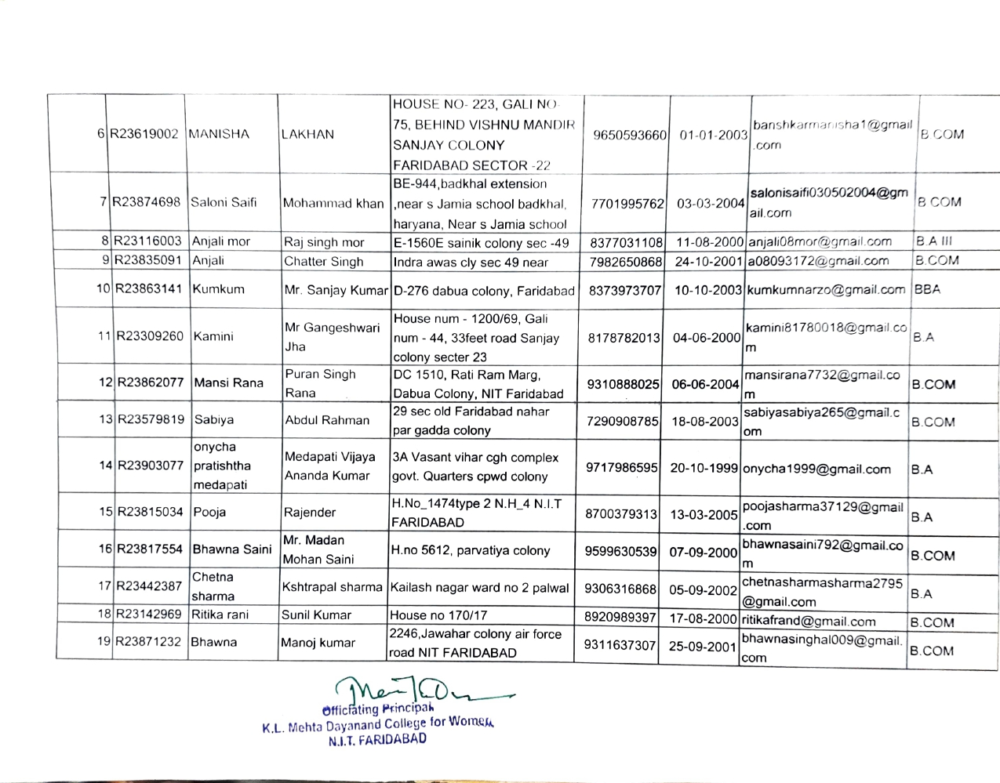 6 R23619002 MANISHA LAKHAN HOUSE NO- 223, GALI NO-
75, BEHIND VISHNU MANDIR
SANJAY COLONY
FARIDABAD SECTOR -22 9650593660 01-01-2003 banshkarmanisha1@gmail
.com B.COM
7 R23874698 Saloni Saifi Mohammad khan BE-944,badkhal extension
,near s Jamia school badkhal,
haryana, Near s Jamia school 7701995762 03-03-2004 salonisaifi030502004@gm
ail.com B.COM
8 R23116003 Anjali mor Raj singh mor E-1560E sainik colony sec -49 8377031108 11-08-2000 anjali08mor@gmail.com B.A III
9 R23835091 Anjali Chatter Singh Indra awas cly sec 49 near 7982650868 24-10-2001 a08093172@gmail.com B.COM
10 R23863141 Kumkum Mr. Sanjay Kumar D-276 dabua colony, Faridabad 8373973707 10-10-2003 kumkumnarzo@gmail.com BBA
11 R23309260 Kamini Mr Gangeshwari
Jha House num - 1200/69, Gali
num - 44, 33feet road Sanjay
colony secter 23 8178782013 04-06-2000 kamini81780018@gmail.co
m B.A
12 R23862077 Mansi Rana Puran Singh
Rana DC 1510, Rati Ram Marg,
Dabua Colony, NIT Faridabad 9310888025 06-06-2004 mansirana7732@gmail.co
m B.COM
13 R23579819 Sabiya Abdul Rahman 29 sec old Faridabad nahar
par gadda colony 7290908785 18-08-2003 sabiyasabiya265@gmail.c
om B.COM
14 R23903077 onycha
pratishtha
medapati Medapati Vijaya
Ananda Kumar 3A Vasant vihar cgh complex
govt. Quarters cpwd colony 9717986595 20-10-1999 onycha1999@gmail.com B.A
15 R23815034 Pooja Rajender H.No_1474type 2 N.H_4 N.I.T
FARIDABAD 8700379313 13-03-2005 poojasharma37129@gmail
.com B.A
16 R23817554 Bhawna Saini Mr. Madan
Mohan Saini H.no 5612, parvatiya colony 9599630539 07-09-2000 bhawnasaini792@gmail.co
m B.COM
17 R23442387 Chetna
sharma Kshtrapal sharma Kailash nagar ward no 2 palwal 9306316868 05-09-2002 chetnasharmasharma2795
@gmail.com B.A
18 R23142969 Ritika rani Sunil Kumar House no 170/17 8920989397 17-08-2000 ritikafrand@gmail.com B.COM
19 R23871232 Bhawna Manoj kumar 2246,Jawahar colony air force
road NIT FARIDABAD 9311637307 25-09-2001 bhawnasinghal009@gmail.
com B.COM
Officiating Principal
K.L. Mehta Dayanand College for Women,
N.I.T. FARIDABAD